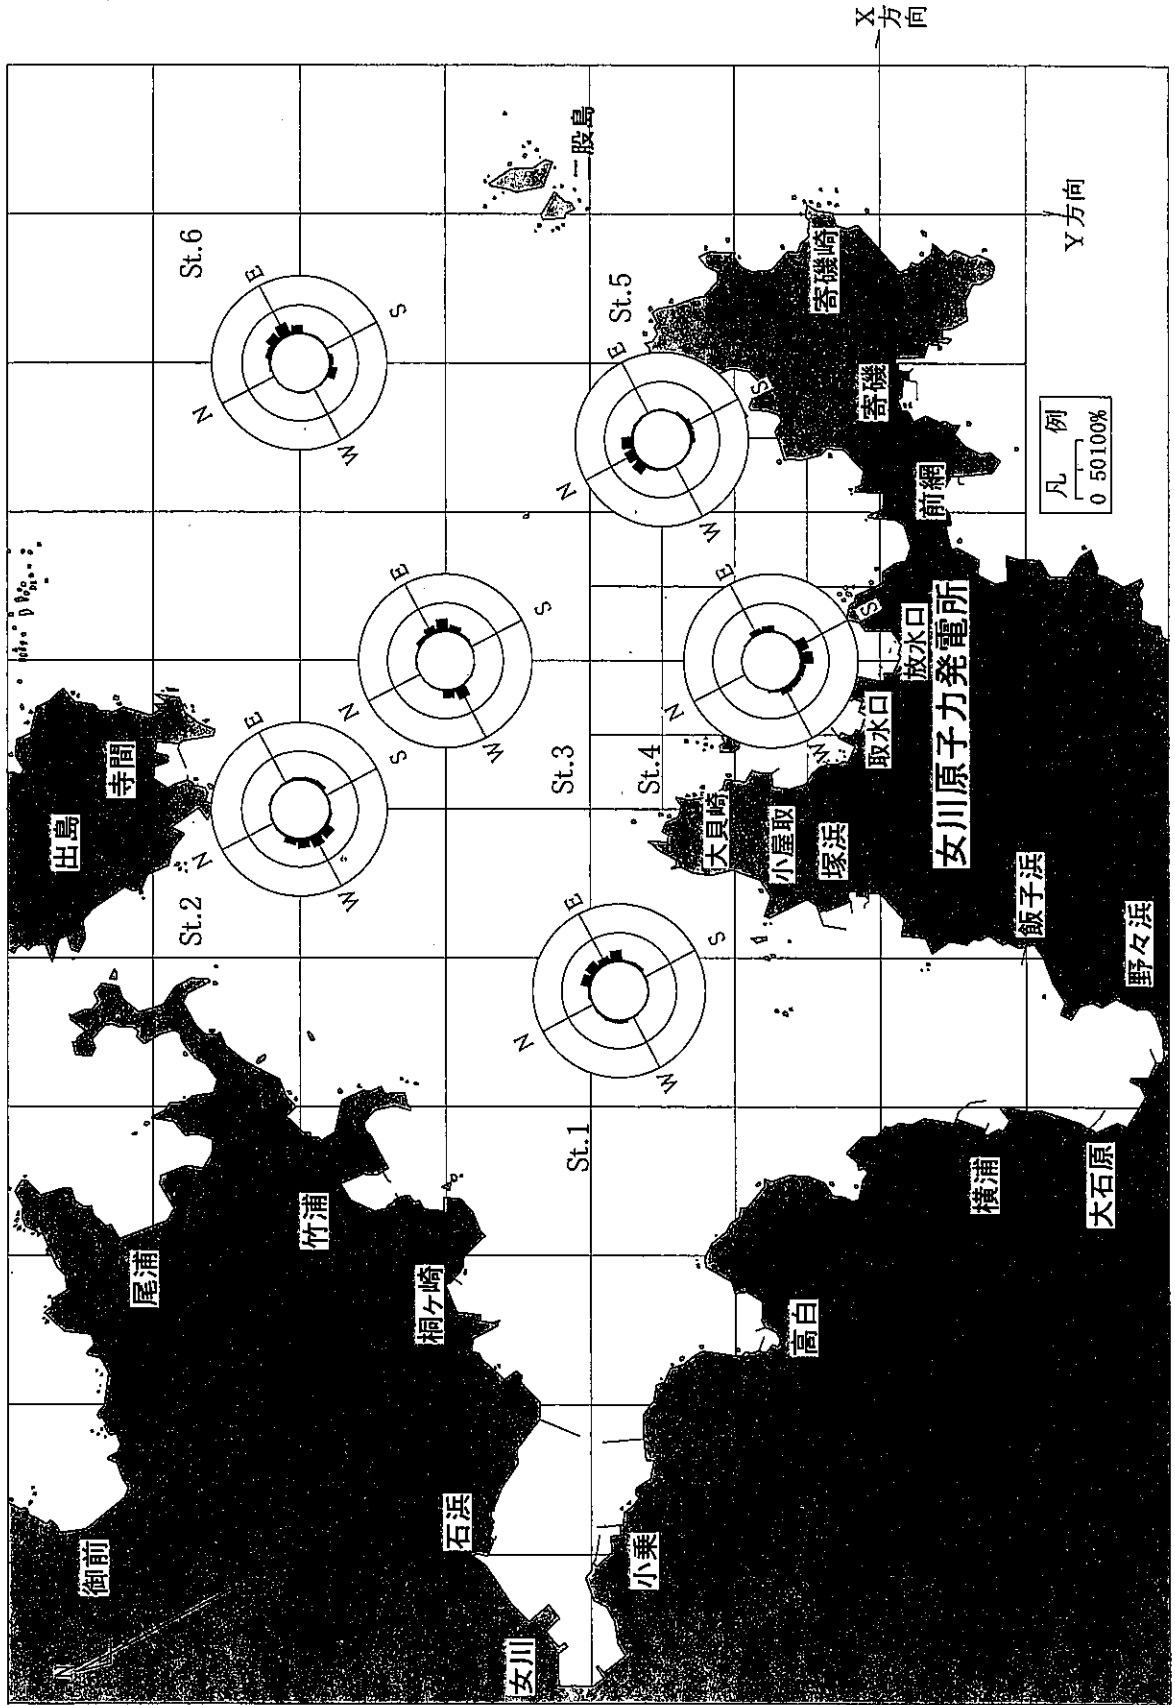 X
方
向
St.6
E
N
S
W
二股島
Y方向
St.5
E
N
S
W
寄磯崎
寄磯
凡 例
0 50100%
前網
E
N
S
W
E
N
S
W
寺間
出島
E
N
S
W
St.3
St.4
放水口
女川原子力発電所
取水口
大貝崎
小屋取
塚浜
St.2
飯子浜
野々浜
E
N
S
W
St.1
竹浦
尾浦
桐ケ崎
横浦
大石原
高白
石浜
御前
小乗
女川
N